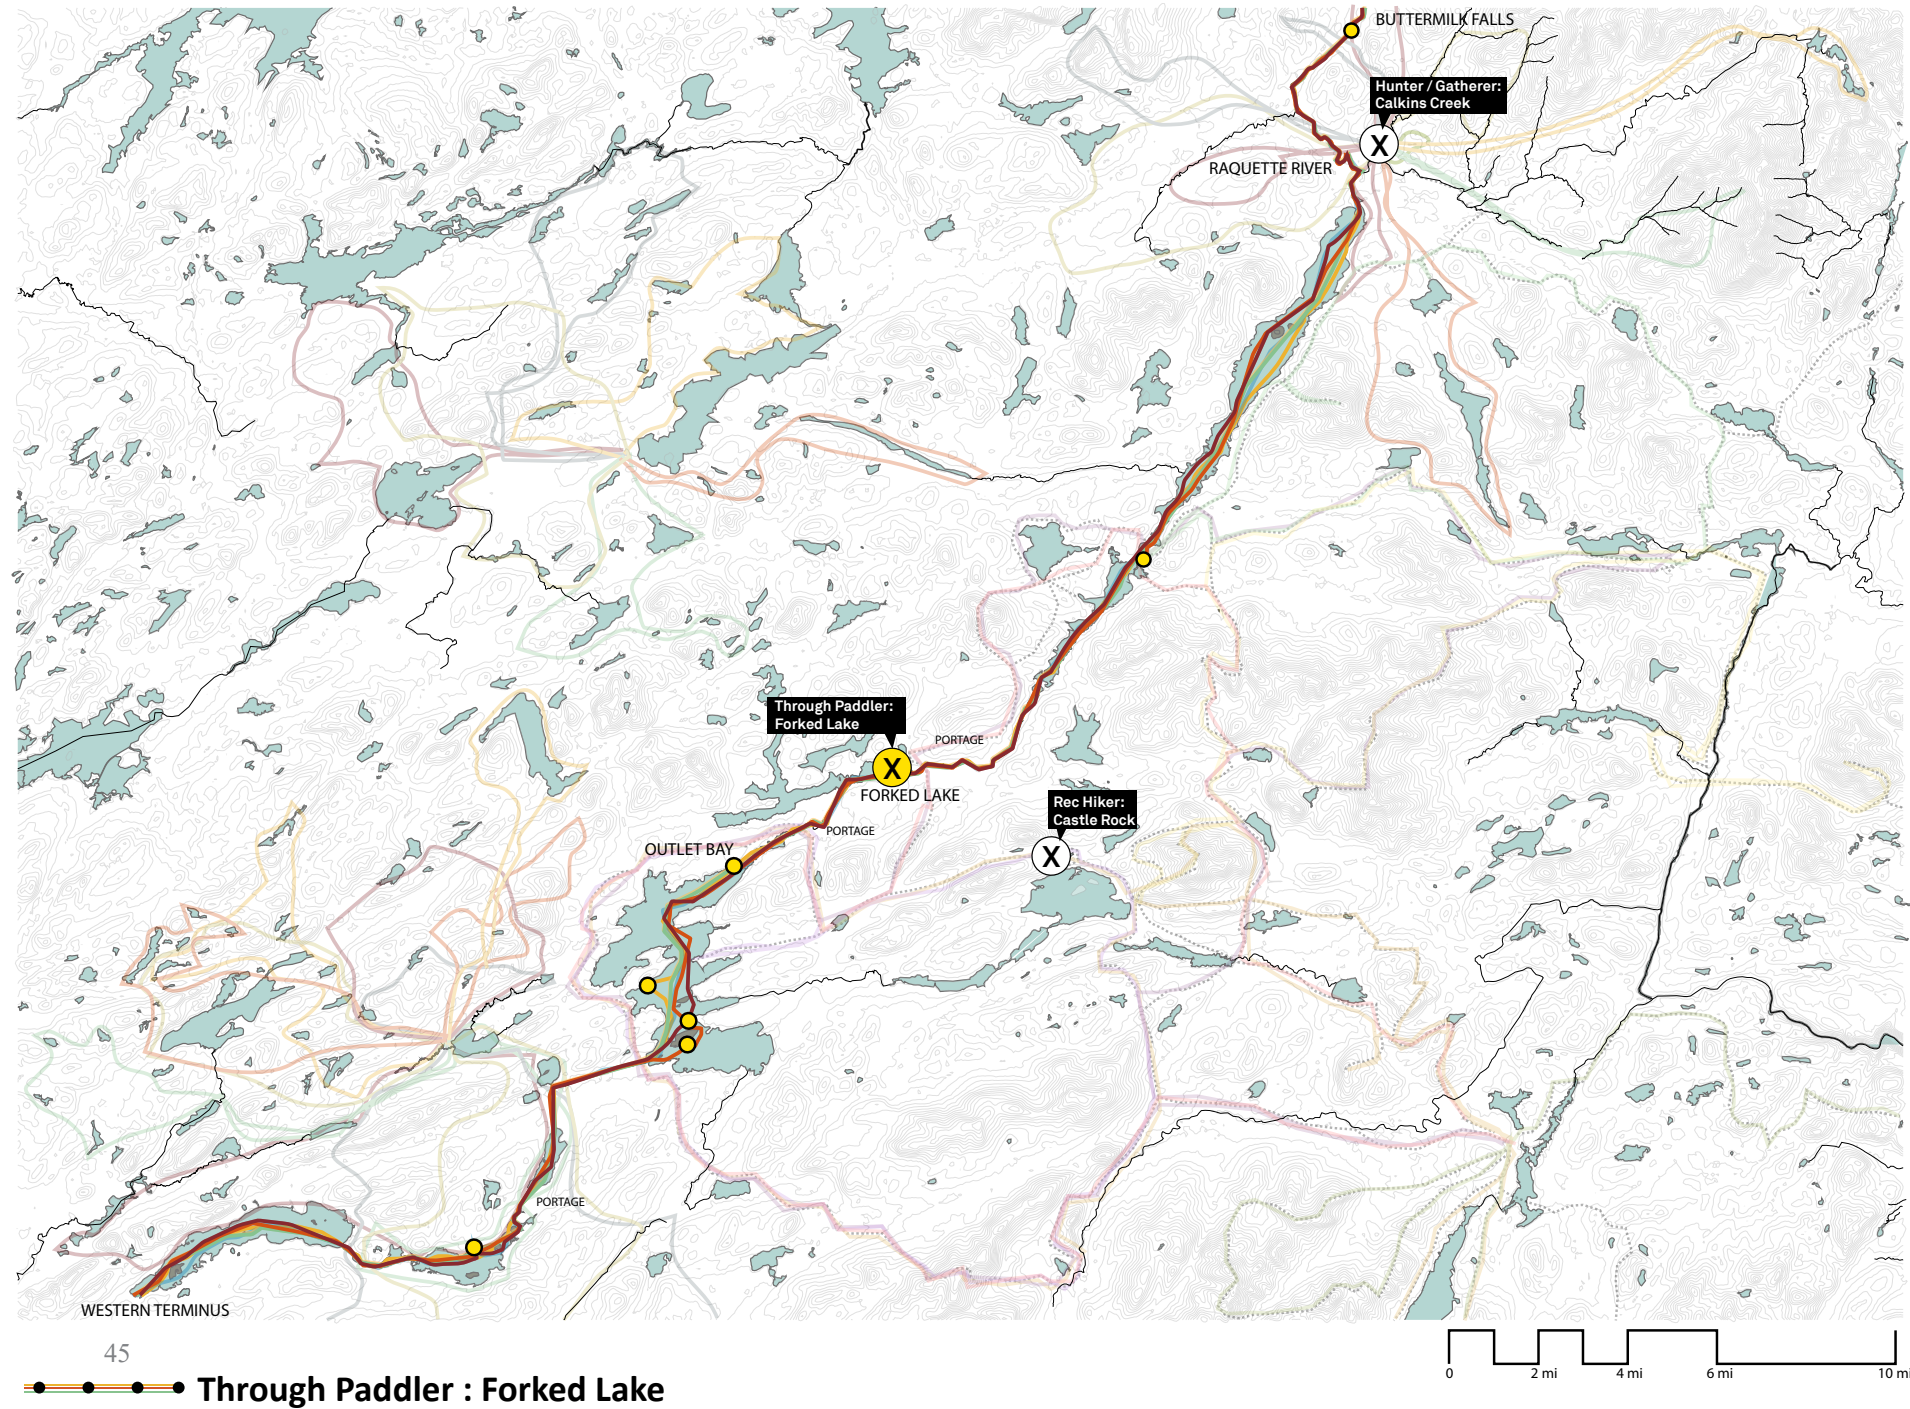 BUTTERMILK FALLS
Hunter / Gatherer:
Calkins Creek
X
RAQUETTE RIVER
Through Paddler:
Forked Lake
PORTAGE
X
FORKED LAKE
Rec Hiker:
Castle Rock
PORTAGE
OUTLET BAY
X
PORTAGE
WESTERN TERMINUS
45
0 2 mi 4 mi 6 mi 10 mi
Through Paddler : Forked Lake